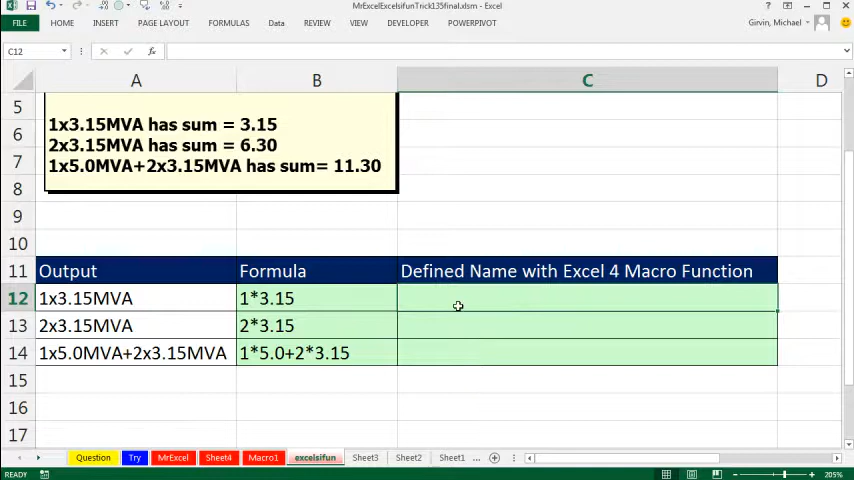 MrExcelExcelsifunTrick135final.xlsm - Excel
FILE HOME INSERT PAGE LAYOUT FORMULAS Data REVIEW VIEW DEVELOPER POWERPIVOT Girvin, Michael
C12 fx
A B C D
5
6 1x3.15MVA has sum = 3.15
7 2x3.15MVA has sum = 6.30
8 1x5.0MVA+2x3.15MVA has sum= 11.30
9
10
11 Output Formula Defined Name with Excel 4 Macro Function
12 1x3.15MVA 1*3.15
13 2x3.15MVA 2*3.15
14 1x5.0MVA+2x3.15MVA 1*5.0+2*3.15
15
16
17
Question Try MrExcel Sheet4 Macro1 excelsifun Sheet3 Sheet2 Sheet1 ...
READY 205%